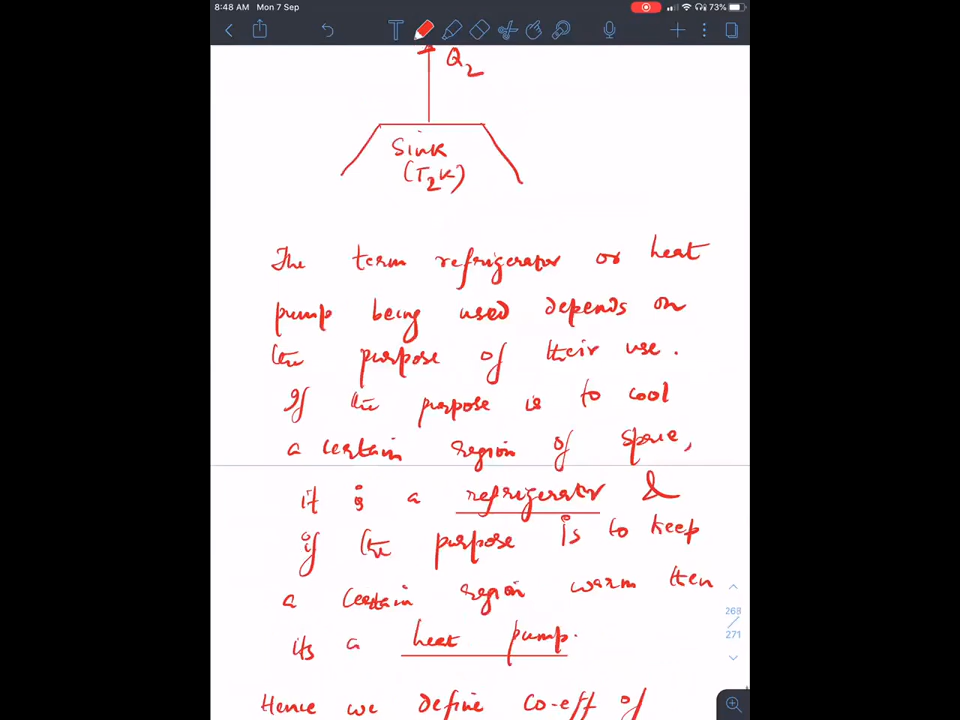 8:48 AM Mon 7 Sep
73%
Q2
Sink
(T2K)
The term refrigerator or heat
pump being used depends on
the purpose of their use.
If the purpose is to cool
a certain region of space,
it is a refrigerator &
if the purpose is to keep
a certain region warm then
its a heat pump.
268
/
271
Hence we define co-eff of